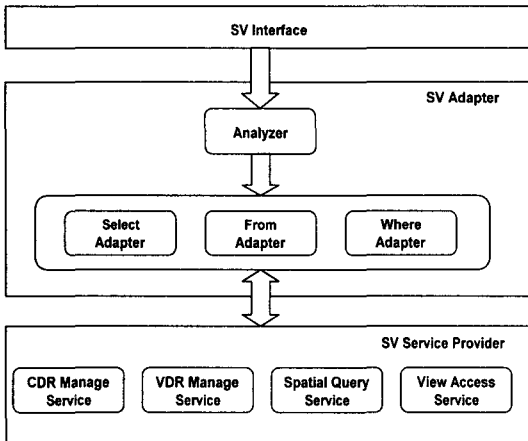 SV Interface
SV Adapter
Analyzer
Select
Adapter
From
Adapter
Where
Adapter
SV Service Provider
CDR Manage
Service
VDR Manage
Service
Spatial Query
Service
View Access
Service